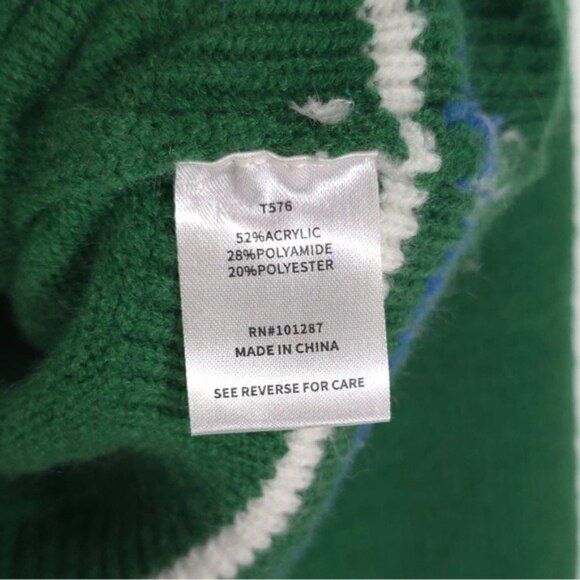 T576
52%ACRYLIC
28%POLYAMIDE
20%POLYESTER
RN#101287
MADE IN CHINA
SEE REVERSE FOR CARE